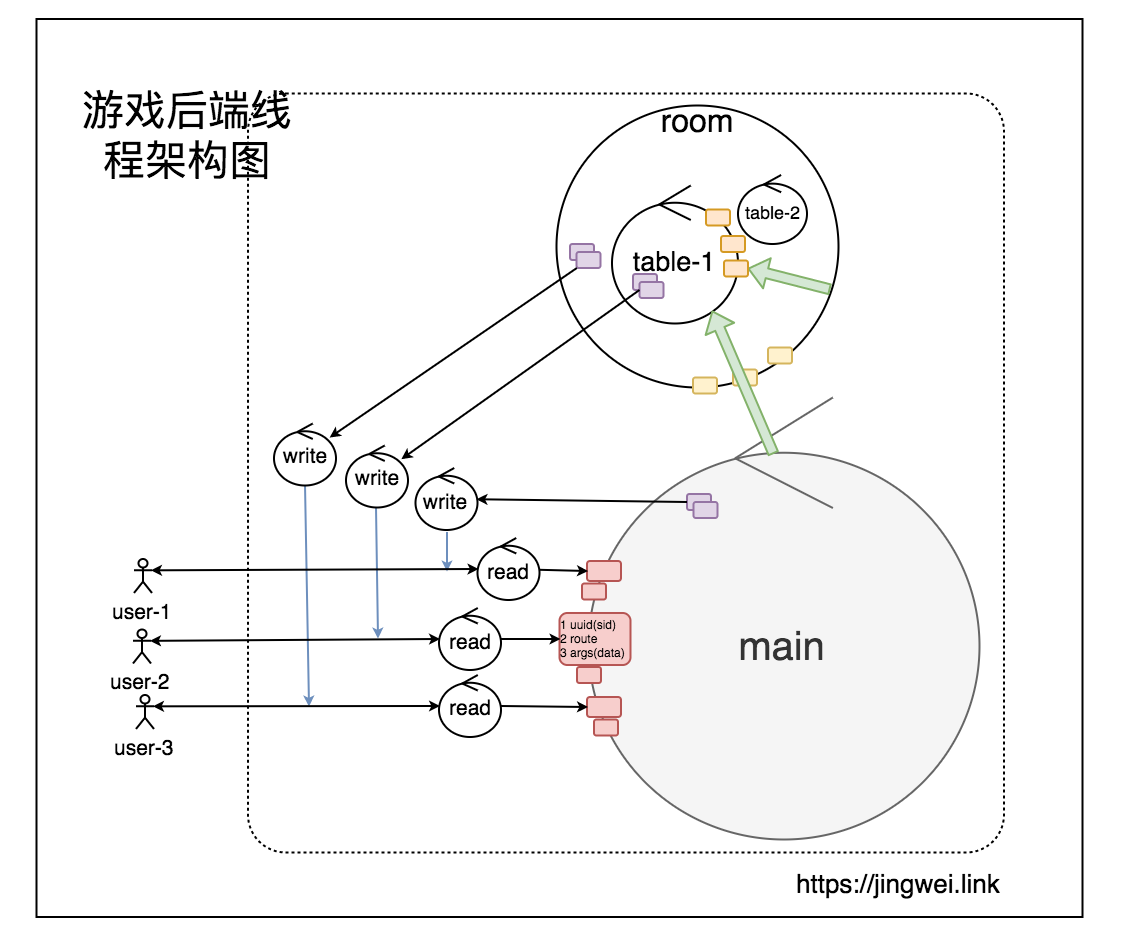 游戏后端线
程架构图
room
table-2
table-1
write
write
write
read
user-1
1 uuid(sid)
2 route
3 args(data)
read
main
user-2
read
user-3
https://jingwei.link